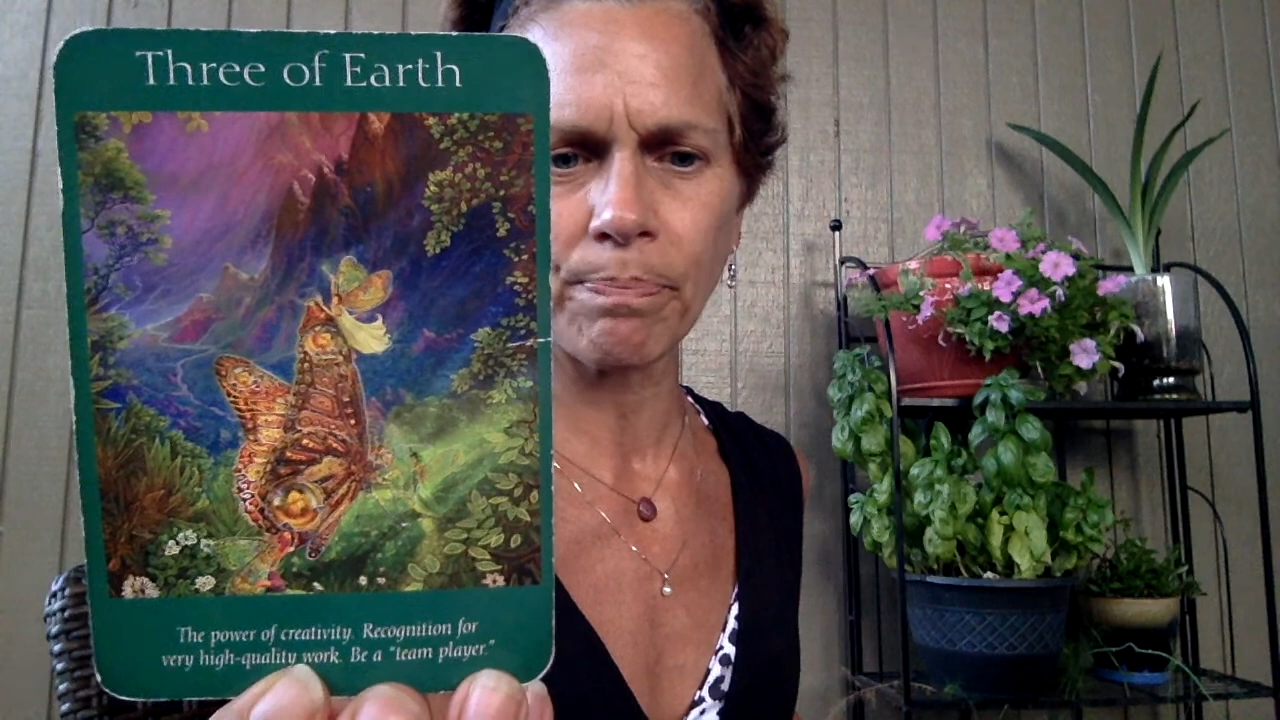 Three of Earth
The power of creativity. Recognition for
very high-quality work. Be a "team player."